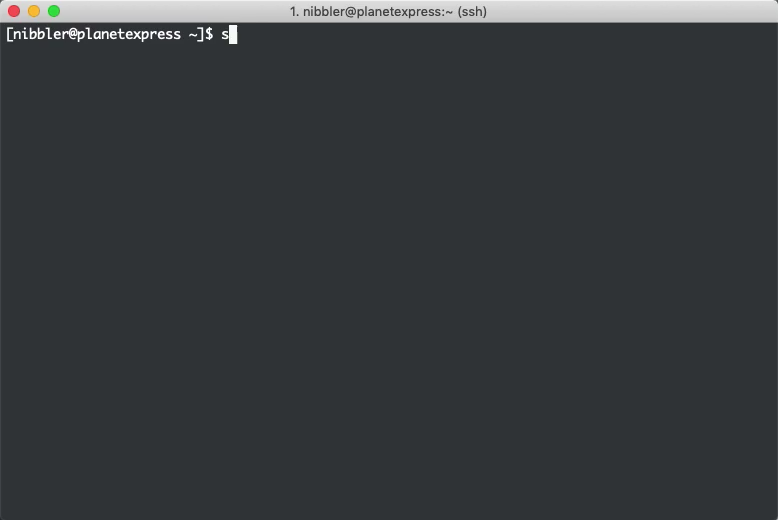 1. nibbler@planetexpress:~ (ssh)
[nibbler@planetexpress ~]$ s